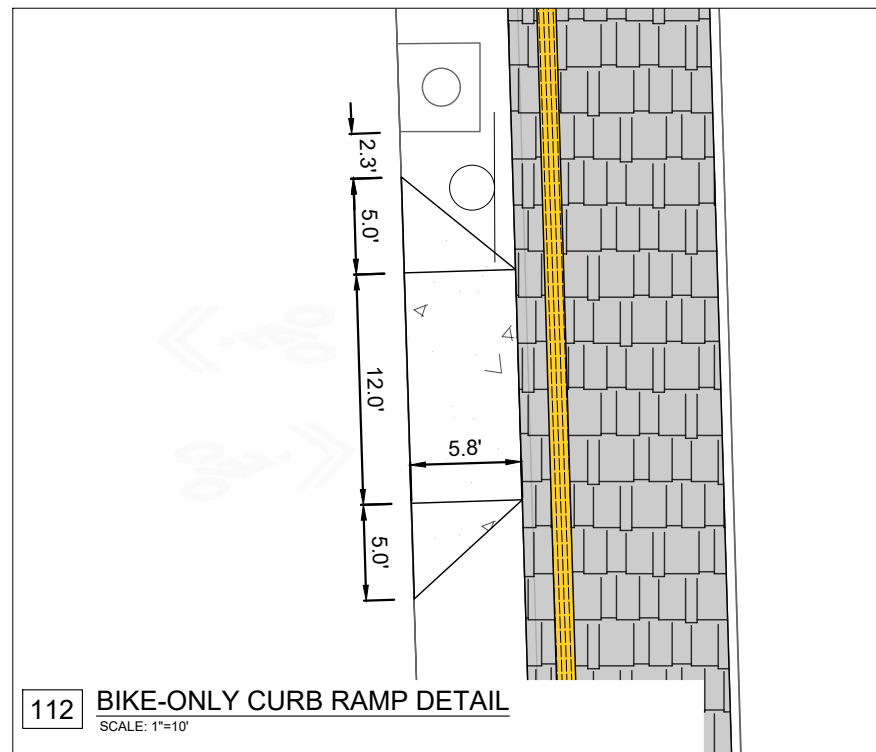 2.3'
5.0'
12.0'
5.8'
5.0'
112 BIKE-ONLY CURB RAMP DETAIL
SCALE: 1"=10'